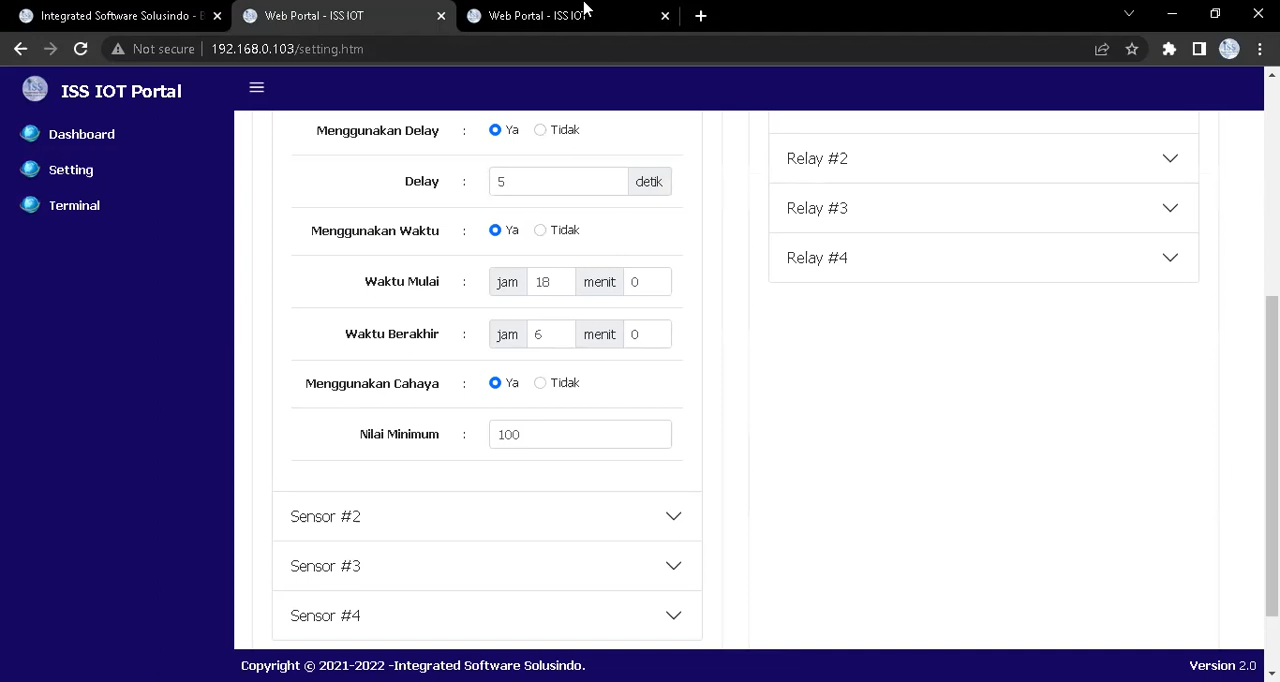 Integrated Software Solusindo - B
Web Portal - ISS IOT
Web Portal - ISS IOT
Not secure
192.168.0.103/setting.htm
ISS IOT Portal
Dashboard
Setting
Terminal
Menggunakan Delay : Ya Tidak
Delay : 5 detik
Menggunakan Waktu : Ya Tidak
Waktu Mulai : jam 18 menit 0
Waktu Berakhir : jam 6 menit 0
Menggunakan Cahaya : Ya Tidak
Nilai Minimum : 100
Sensor #2
Sensor #3
Sensor #4
Relay #2
Relay #3
Relay #4
Copyright © 2021-2022 -Integrated Software Solusindo.
Version 2.0